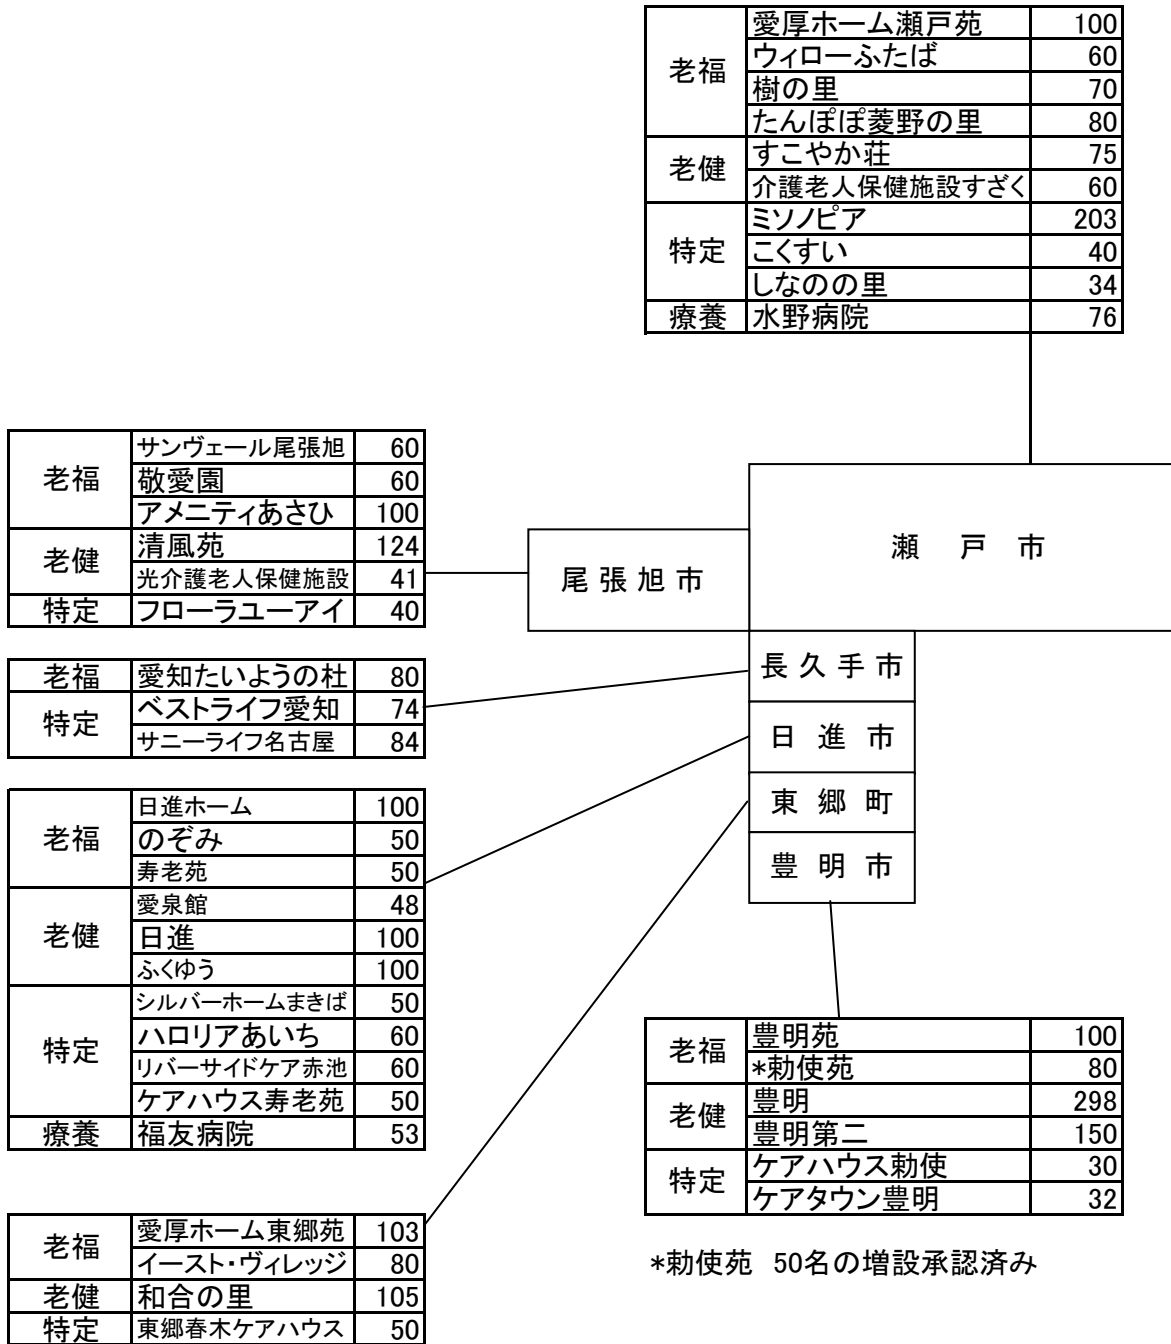 老福 愛厚ホーム瀬戸苑 100
ウィローふたば 60
樹の里 70
たんぽぽ菱野の里 80
老健 すこやか荘 75
介護老人保健施設すざく 60
特定 ミソノピア 203
こくすい 40
しなのの里 34
療養 水野病院 76
老福 サンヴェール尾張旭 60
敬愛園 60
アメニティあさひ 100
老健 清風苑 124
光介護老人保健施設 41
特定 フローラユーアイ 40
瀬戸市
尾張旭市
長久手市
日進市
東郷町
豊明市
老福 愛知たいようの杜 80
特定 ベストライフ愛知 74
サニーライフ名古屋 84
老福 日進ホーム 100
のぞみ 50
寿老苑 50
老健 愛泉館 48
日進 100
ふくゆう 100
特定 シルバーホームまきば 50
ハロリアあいち 60
リバーサイドケア赤池 60
ケアハウス寿老苑 50
療養 福友病院 53
老福 豊明苑 100
*勅使苑 80
老健 豊明 298
豊明第二 150
特定 ケアハウス勅使 30
ケアタウン豊明 32
*勅使苑 50名の増設承認済み
老福 愛厚ホーム東郷苑 103
イースト・ヴィレッジ 80
老健 和合の里 105
特定 東郷春木ケアハウス 50